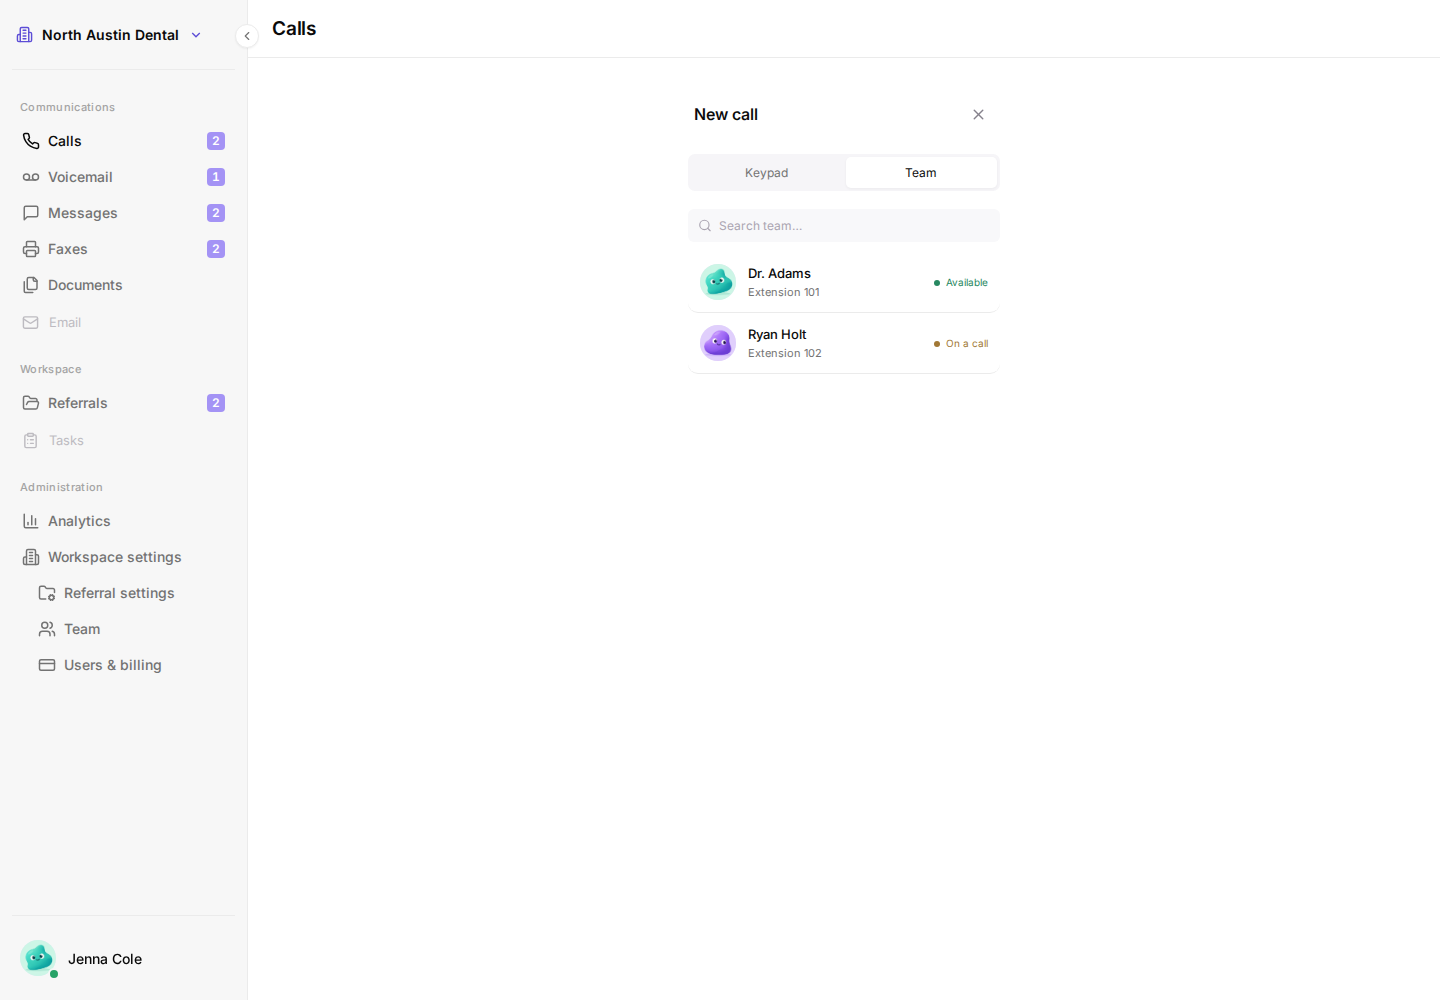 North Austin Dental
Communications
Calls 2
Voicemail 1
Messages 2
Faxes 2
Documents
Email
Workspace
Referrals 2
Tasks
Administration
Analytics
Workspace settings
Referral settings
Team
Users & billing
Jenna Cole
Calls
New call
Keypad Team
Search team...
Dr. Adams
Extension 101
Available
Ryan Holt
Extension 102
On a call